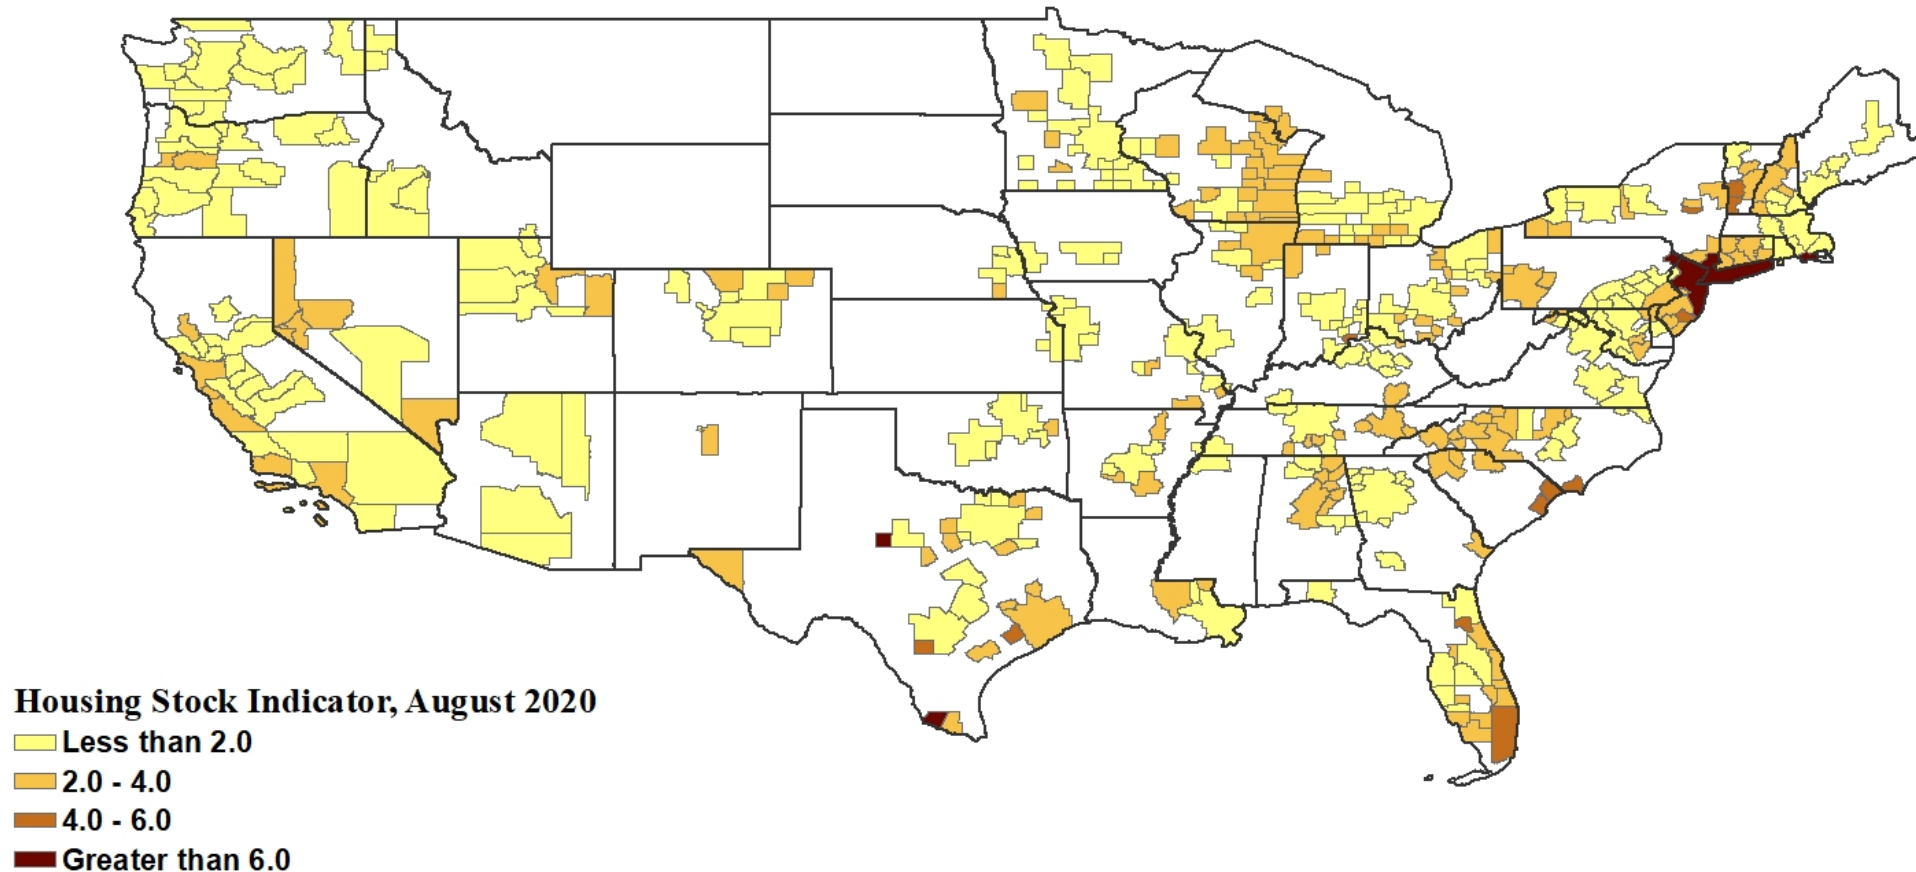 Housing Stock Indicator, August 2020
Less than 2.0
2.0 - 4.0
4.0 - 6.0
Greater than 6.0